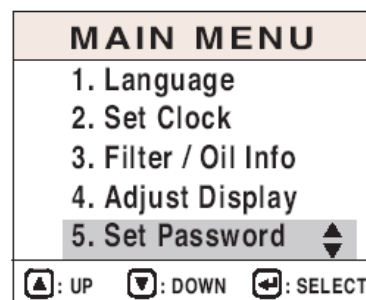 MAIN MENU
1. Language
2. Set Clock
3. Filter / Oil Info
4. Adjust Display
5. Set Password
: UP : DOWN : SELECT